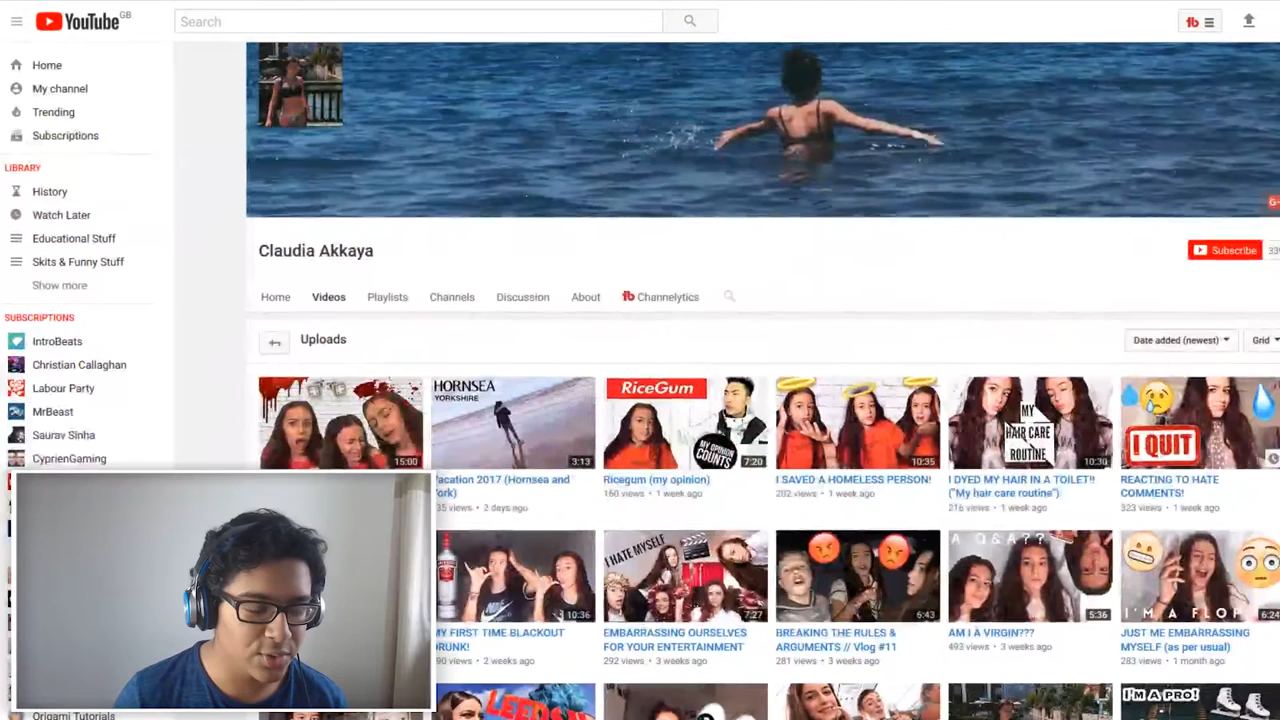 YouTube GB
Search
Home
My channel
Trending
Subscriptions
LIBRARY
History
Watch Later
Educational Stuff
Skits & Funny Stuff
Show more
SUBSCRIPTIONS
IntroBeats
Christian Callaghan
Labour Party
MrBeast
Saurav Sinha
CyprienGaming
Origami Tutorials
Claudia Akkaya
Subscribe 339
Home Videos Playlists Channels Discussion About Channelytics
Uploads
Date added (newest) Grid
15:00
HORNSEA
YORKSHIRE
3:13
Vacation 2017 (Hornsea and
York)
35 views • 2 days ago
RiceGum
MY
OPINION
COUNTS
7:20
Ricegum (my opinion)
160 views • 1 week ago
10:35
I SAVED A HOMELESS PERSON!
202 views • 1 week ago
MY
HAIR CARE
ROUTINE
10:30
I DYED MY HAIR IN A TOILET!!
("My hair care routine")
216 views • 1 week ago
I QUIT
REACTING TO HATE
COMMENTS!
323 views • 1 week ago
10:36
MY FIRST TIME BLACKOUT
DRUNK!
90 views • 2 weeks ago
I HATE MYSELF
7:27
EMBARRASSING OURSELVES
FOR YOUR ENTERTAINMENT
292 views • 3 weeks ago
6:43
BREAKING THE RULES &
ARGUMENTS // Vlog #11
281 views • 3 weeks ago
A Q&A??
5:36
AM I A VIRGIN???
493 views • 3 weeks ago
I'M A FLOP
6:24
JUST ME EMBARRASSING
MYSELF (as per usual)
283 views • 1 month ago
I'M A PRO!